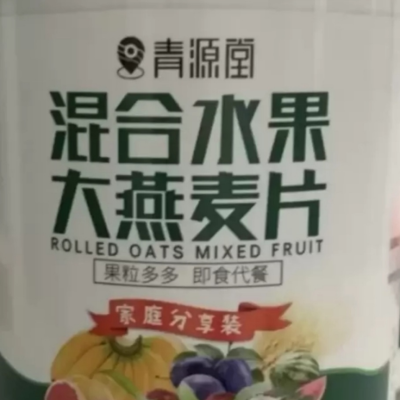 青源堂
混合水果
大燕麦片
ROLLED OATS MIXED FRUIT
果粒多多 即食代餐
家庭分享装